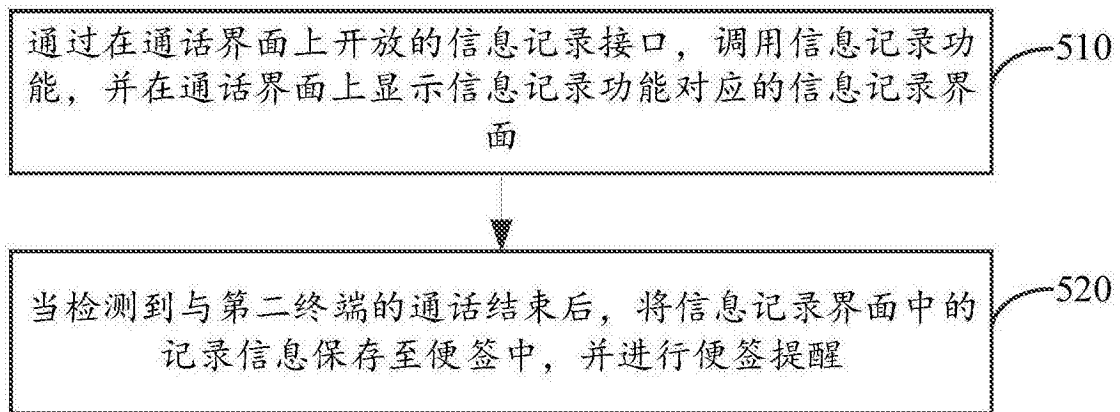 通过在通话界面上开放的信息记录接口，调用信息记录功
能，并在通话界面上显示信息记录功能对应的信息记录界
面
510
当检测到与第二终端的通话结束后，将信息记录界面中的
记录信息保存至便签中，并进行便签提醒
520